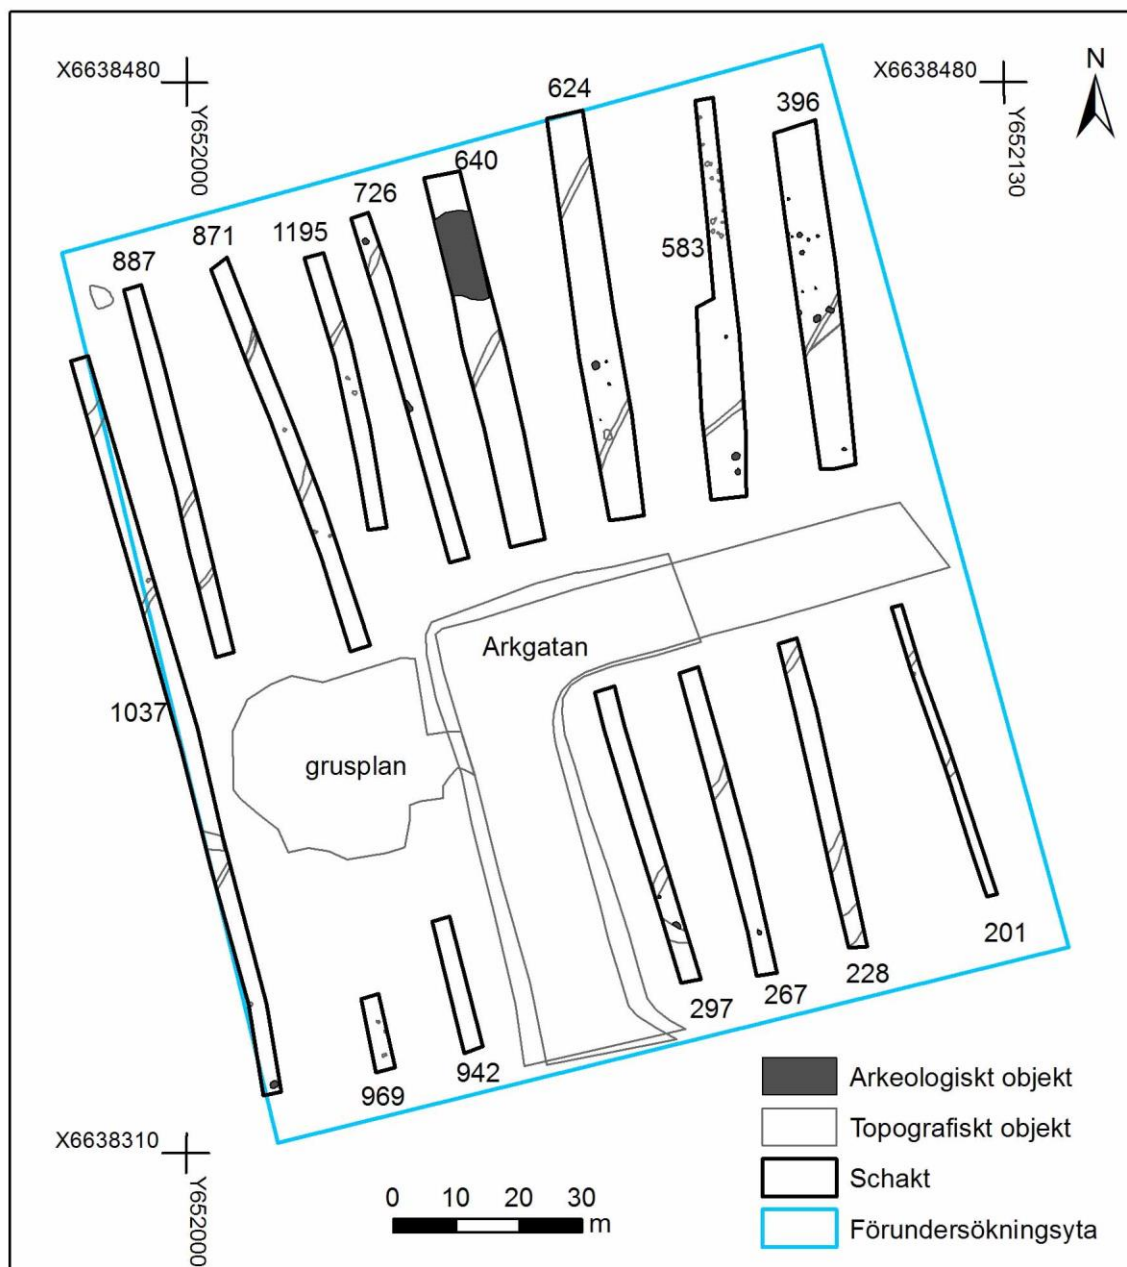 X6638480
X6638480
N
Y652000
Y652130
624
396
640
726
583
1195
871
887
Arkgatan
1037
grusplan
201
228
267
297
942
969
Arkeologiskt objekt
Topografiskt objekt
Schakt
Förundersökningsyta
X6638310
Y652000
0 10 20 30
m